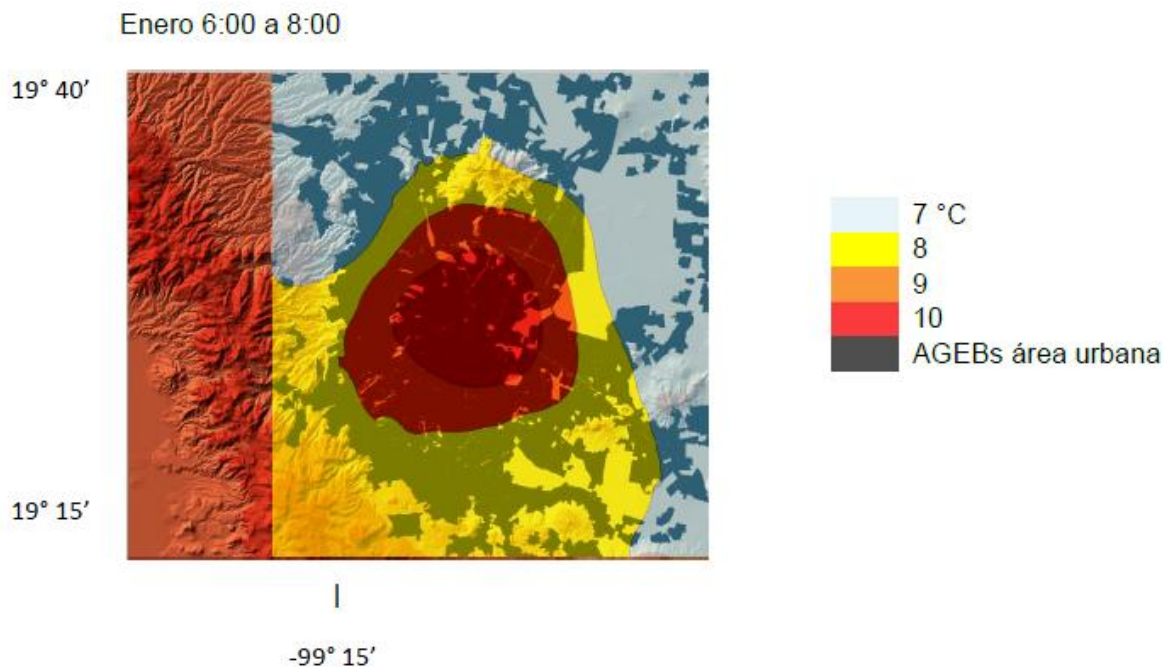 Enero 6:00 a 8:00
19° 40’
7 °C
8
9
10
AGEBs área urbana
19° 15’
-99° 15’